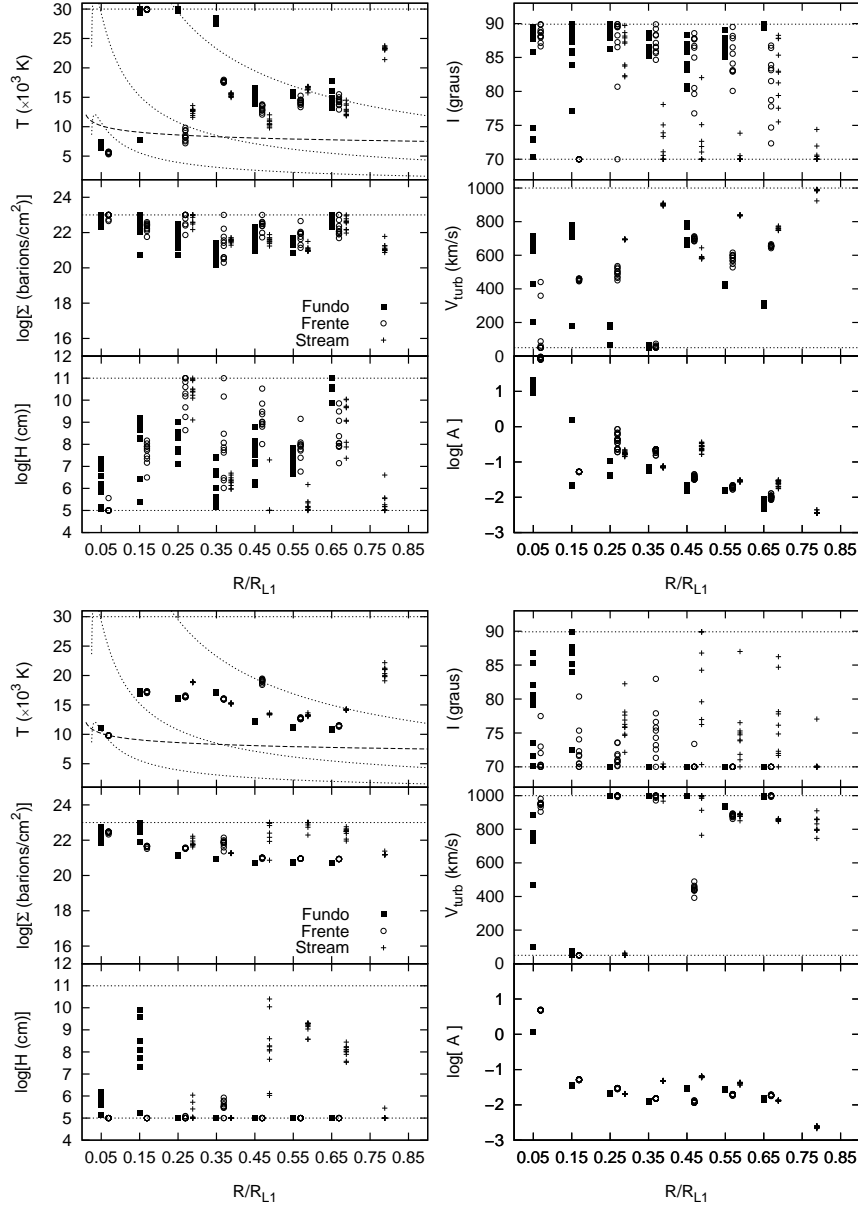 30
25
20
15
10
5
T (×10³ K)
24
22
20
18
16
14
12
log[Σ (barions/cm²)]
Fundo
Frente
Stream
11
10
9
8
7
6
5
4
log[H (cm)]
0.05 0.15 0.25 0.35 0.45 0.55 0.65 0.75 0.85
R/R_L1
90
85
80
75
70
I (graus)
1000
800
600
400
200
0
V_turb (km/s)
1
0
−1
−2
−3
log[ A ]
0.05 0.15 0.25 0.35 0.45 0.55 0.65 0.75 0.85
R/R_L1
30
25
20
15
10
5
T (×10³ K)
24
22
20
18
16
14
12
log[Σ (barions/cm²)]
Fundo
Frente
Stream
11
10
9
8
7
6
5
4
log[H (cm)]
0.05 0.15 0.25 0.35 0.45 0.55 0.65 0.75 0.85
R/R_L1
90
85
80
75
70
I (graus)
1000
800
600
400
200
0
V_turb (km/s)
1
0
−1
−2
−3
log[ A ]
0.05 0.15 0.25 0.35 0.45 0.55 0.65 0.75 0.85
R/R_L1